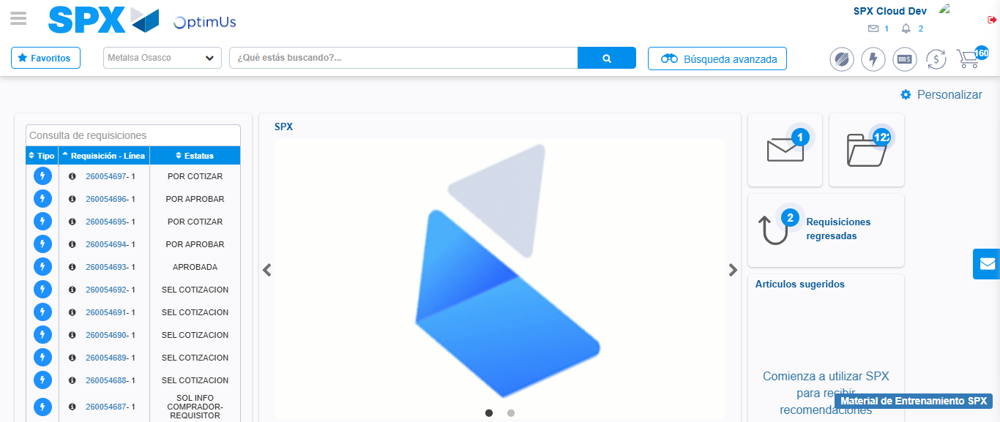 SPX
OptimUs
SPX Cloud Dev
1
2
Favoritos
Metalsa Osasco
¿Qué estás buscando?...
Búsqueda avanzada
160
Personalizar
Consulta de requisiciones
Tipo Requisición - Línea Estatus
260054697- 1 POR COTIZAR
260054696- 1 POR APROBAR
260054695- 1 POR COTIZAR
260054694- 1 POR APROBAR
260054693- 1 APROBADA
260054692- 1 SEL COTIZACION
260054691- 1 SEL COTIZACION
260054690- 1 SEL COTIZACION
260054689- 1 SEL COTIZACION
260054688- 1 SEL COTIZACION
260054687- 1 SOL INFO
COMPRADOR-
REQUISITOR
SPX
1
2
Requisiciones
regresadas
Artículos sugeridos
Comienza a utilizar SPX
para recibir
recomendaciones
Material de Entrenamiento SPX